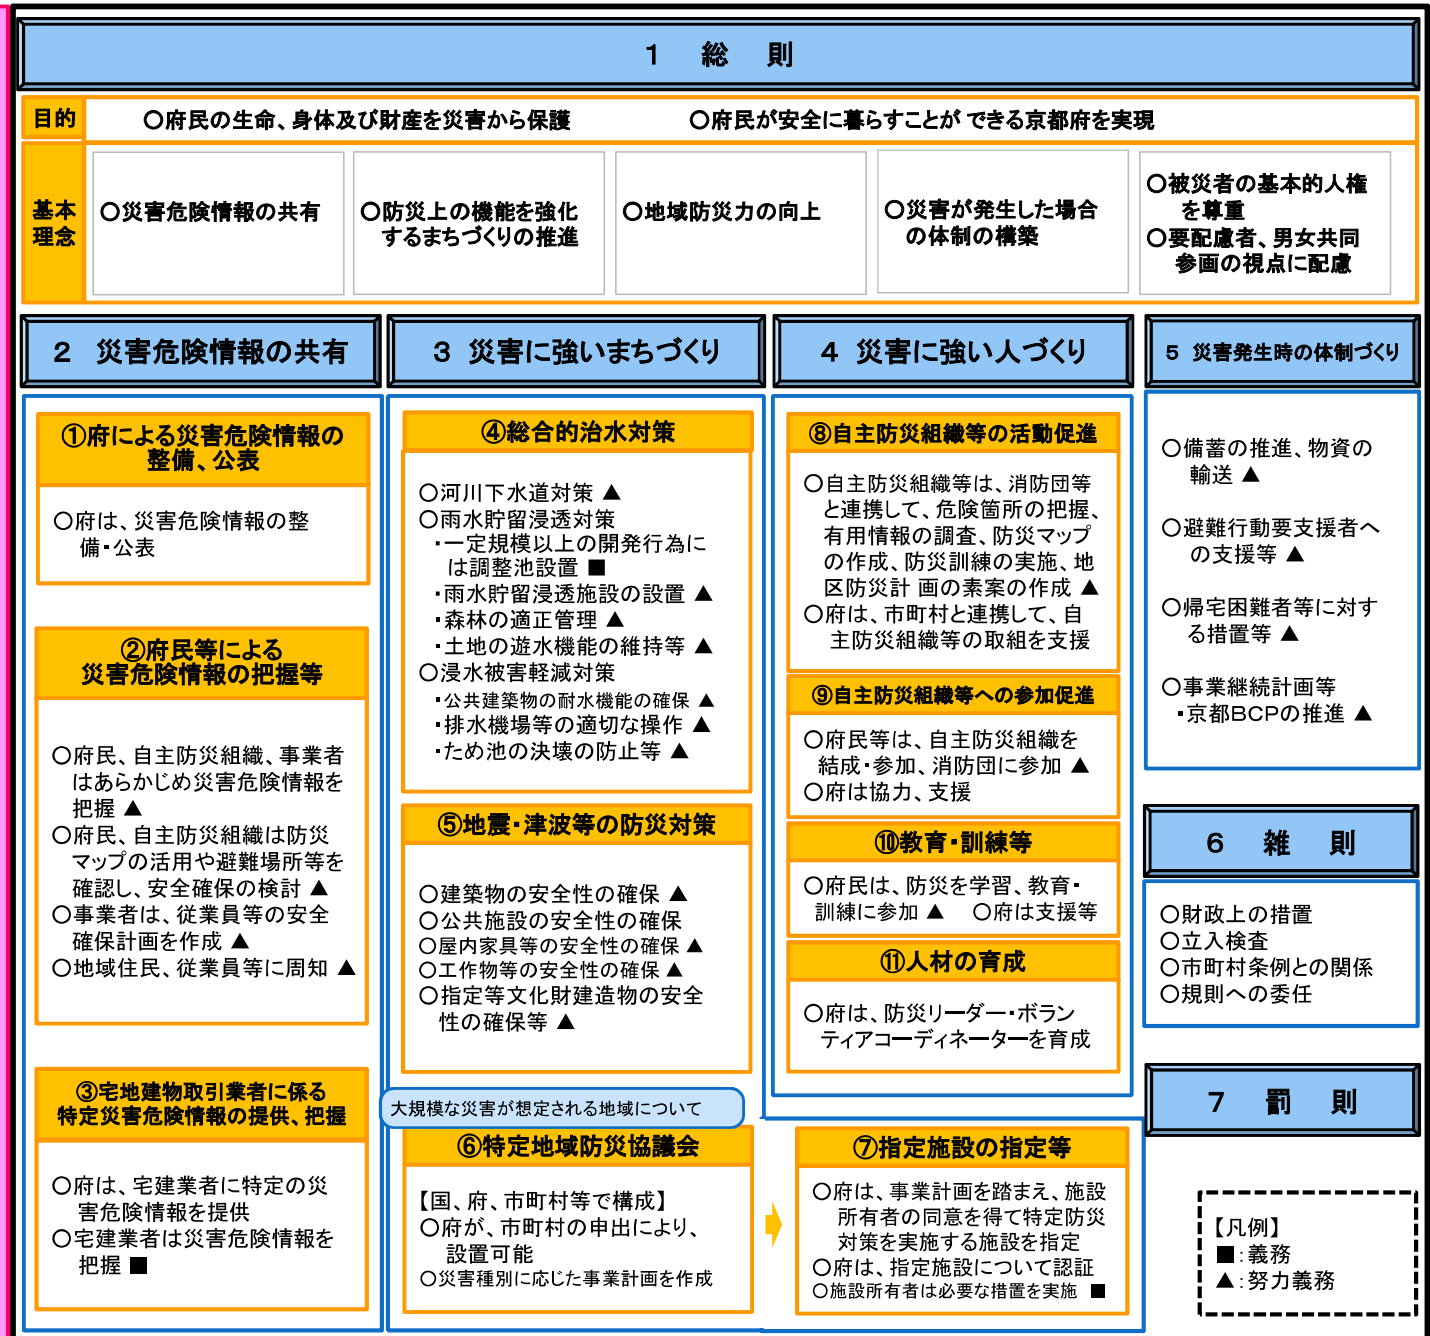 1 総 則
目的
○府民の生命、身体及び財産を災害から保護
○府民が安全に暮らすことが できる京都府を実現
基本
理念
○災害危険情報の共有
○防災上の機能を強化
するまちづくりの推進
○地域防災力の向上
○災害が発生した場合
の体制の構築
○被災者の基本的人権
を尊重
○要配慮者、男女共同
参画の視点に配慮
2 災害危険情報の共有
①府による災害危険情報の
整備、公表
○府は、災害危険情報の整
備・公表
②府民等による
災害危険情報の把握等
○府民、自主防災組織、事業者
はあらかじめ災害危険情報を
把握 ▲
○府民、自主防災組織は防災
マップの活用や避難場所等を
確認し、安全確保の検討 ▲
○事業者は、従業員等の安全
確保計画を作成 ▲
○地域住民、従業員等に周知 ▲
③宅地建物取引業者に係る
特定災害危険情報の提供、把握
○府は、宅建業者に特定の災
害危険情報を提供
○宅建業者は災害危険情報を
把握 ■
3 災害に強いまちづくり
④総合的治水対策
○河川下水道対策 ▲
○雨水貯留浸透対策
・一定規模以上の開発行為に
は調整池設置 ■
・雨水貯留浸透施設の設置 ▲
・森林の適正管理 ▲
・土地の遊水機能の維持等 ▲
○浸水被害軽減対策
・公共建築物の耐水機能の確保 ▲
・排水機場等の適切な操作 ▲
・ため池の決壊の防止等 ▲
⑤地震・津波等の防災対策
○建築物の安全性の確保 ▲
○公共施設の安全性の確保
○屋内家具等の安全性の確保 ▲
○工作物等の安全性の確保 ▲
○指定等文化財建造物の安全
性の確保等 ▲
大規模な災害が想定される地域について
⑥特定地域防災協議会
【国、府、市町村等で構成】
○府が、市町村の申出により、
設置可能
○災害種別に応じた事業計画を作成
⑦指定施設の指定等
○府は、事業計画を踏まえ、施設
所有者の同意を得て特定防災
対策を実施する施設を指定
○府は、指定施設について認証
○施設所有者は必要な措置を実施 ■
4 災害に強い人づくり
⑧自主防災組織等の活動促進
○自主防災組織等は、消防団等
と連携して、危険箇所の把握、
有用情報の調査、防災マップ
の作成、防災訓練の実施、地
区防災計 画の素案の作成 ▲
○府は、市町村と連携して、自
主防災組織等の取組を支援
⑨自主防災組織等への参加促進
○府民等は、自主防災組織を
結成・参加、消防団に参加 ▲
○府は協力、支援
⑩教育・訓練等
○府民は、防災を学習、教育・
訓練に参加 ▲ ○府は支援等
⑪人材の育成
○府は、防災リーダー・ボラン
ティアコーディネーターを育成
5 災害発生時の体制づくり
○備蓄の推進、物資の
輸送 ▲
○避難行動要支援者へ
の支援等 ▲
○帰宅困難者等に対す
る措置等 ▲
○事業継続計画等
・京都BCPの推進 ▲
6 雑 則
○財政上の措置
○立入検査
○市町村条例との関係
○規則への委任
7 罰 則
【凡例】
■:義務
▲:努力義務